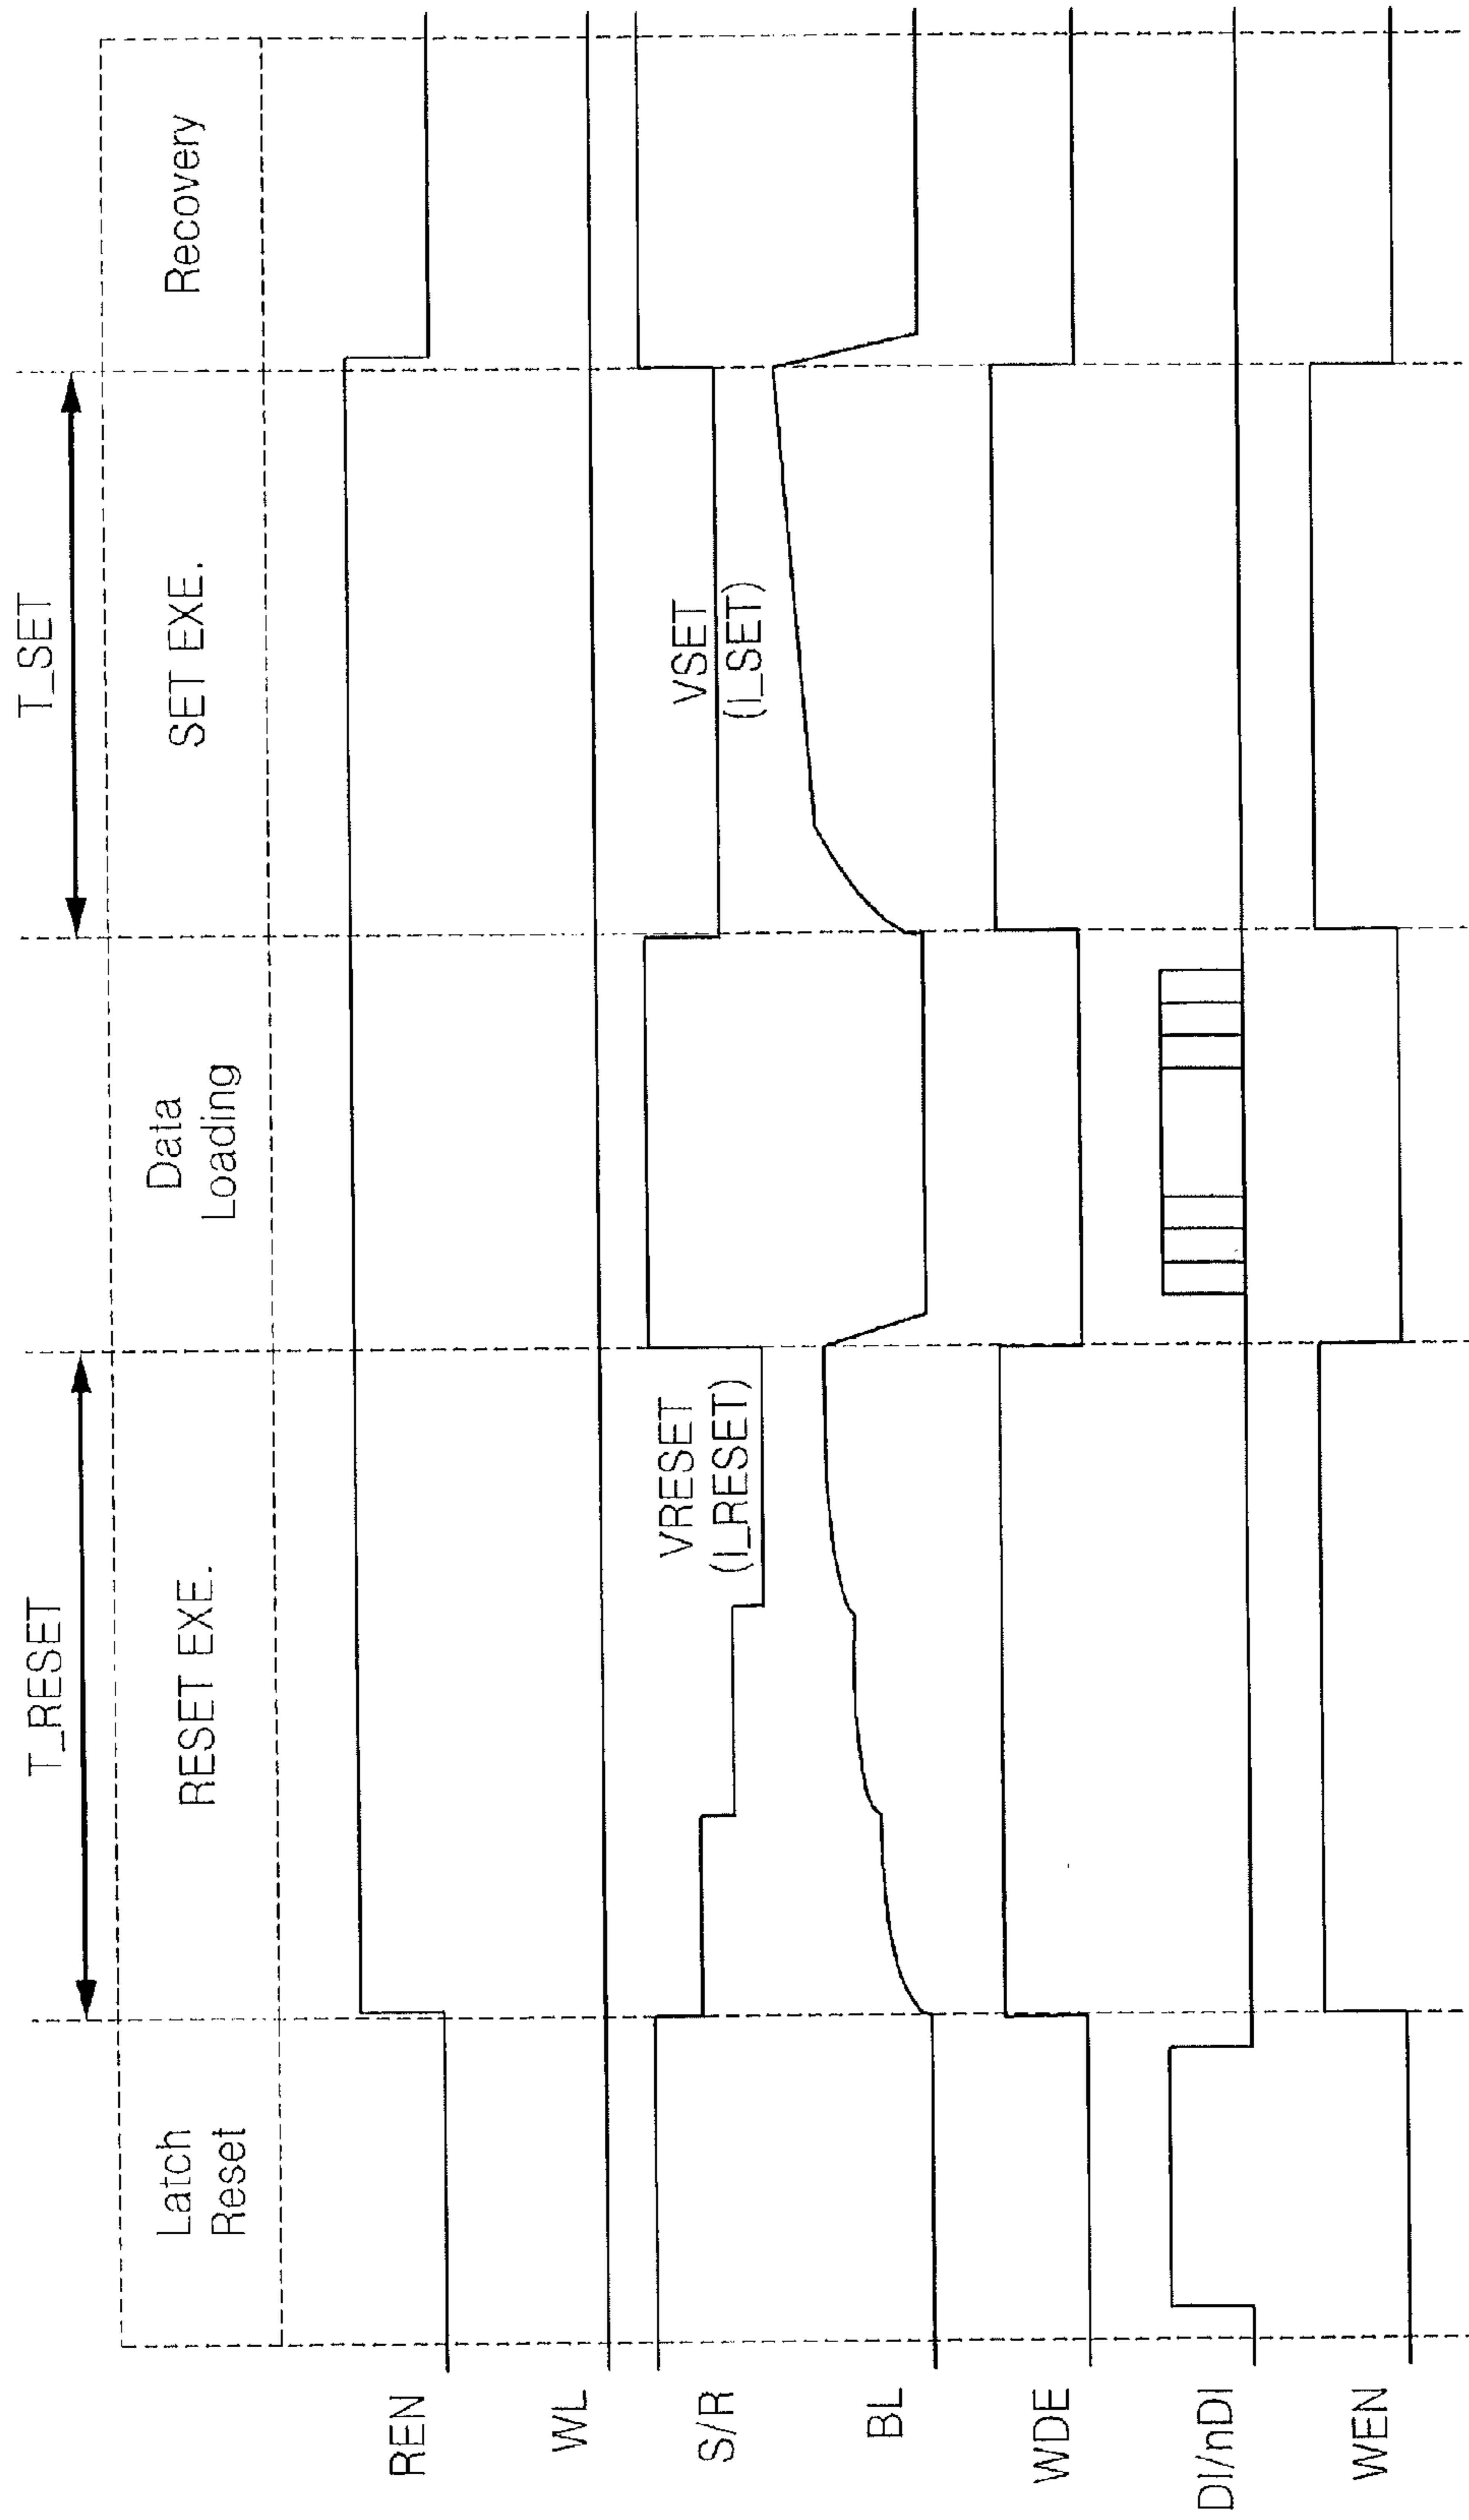 T_RESET
T_SET
Latch
Reset
RESET EXE.
Data
Loading
SET EXE.
Recovery
REN
WL
S/R
VRESET
(I_RESET)
VSET
(I_SET)
BL
WDE
DI/nDI
WEN